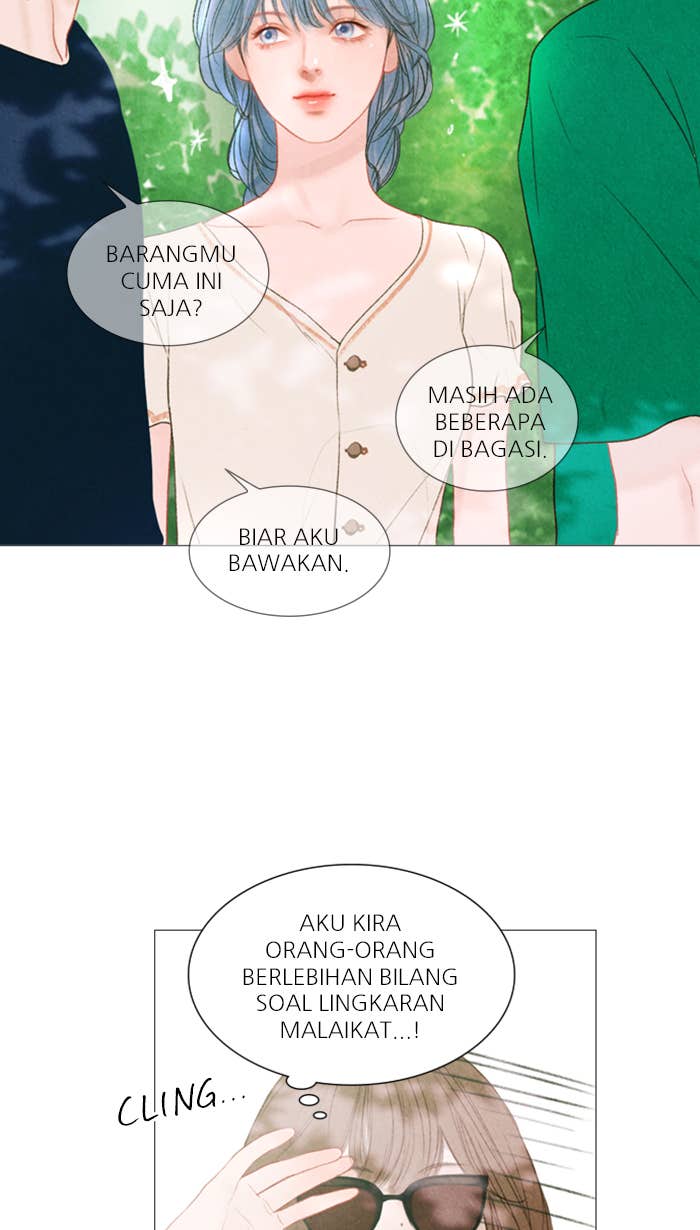 BARANGMU
CUMA INI
SAJA?
MASIH ADA
BEBERAPA
DI BAGASI.
BIAR AKU
BAWAKAN.
AKU KIRA
ORANG-ORANG
BERLEBIHAN BILANG
SOAL LINGKARAN
MALAIKAT...!
CLING...